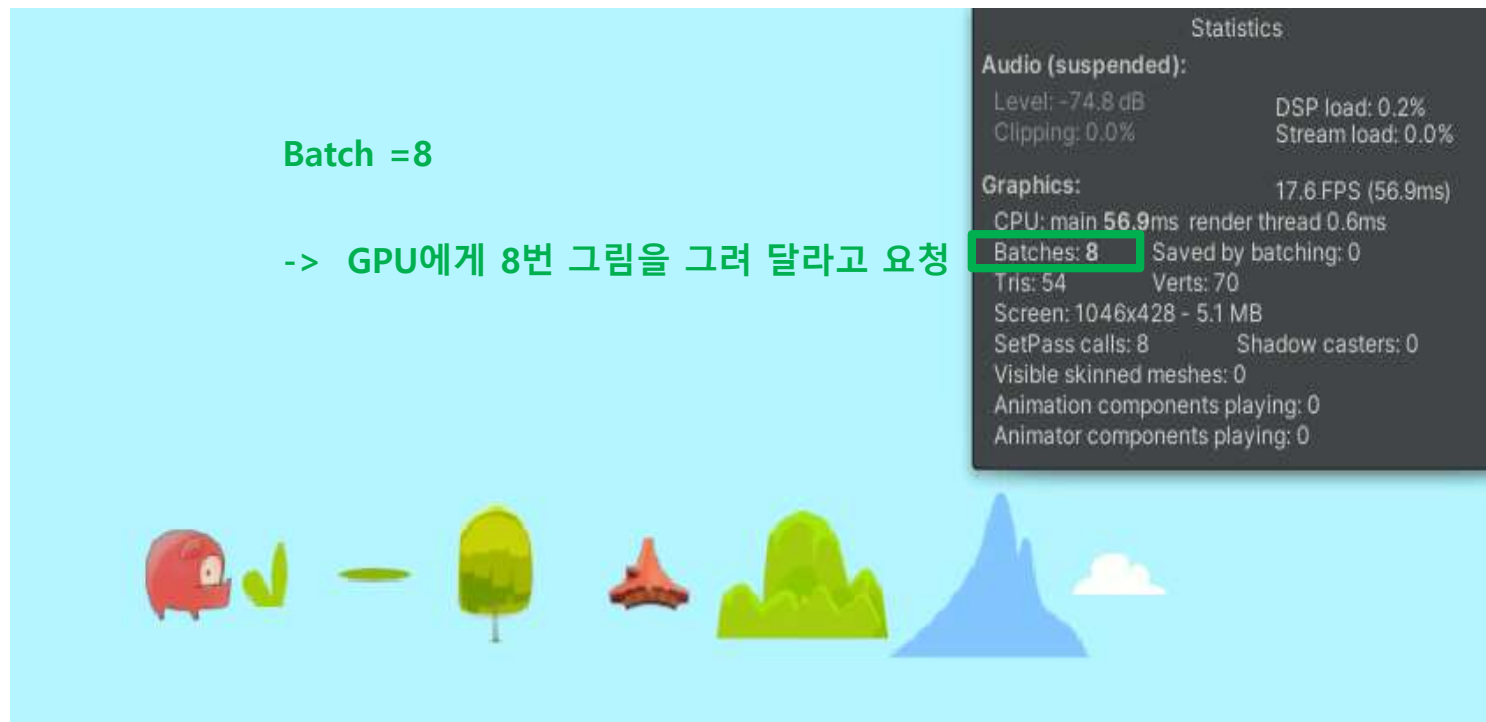 Batch =8
-> GPU에게 8번 그림을 그려 달라고 요청
Statistics
Audio (suspended):
Level: -74.8 dB DSP load: 0.2%
Clipping: 0.0% Stream load: 0.0%
Graphics: 17.6 FPS (56.9ms)
CPU: main 56.9ms render thread 0.6ms
Batches: 8 Saved by batching: 0
Tris: 54 Verts: 70
Screen: 1046x428 - 5.1 MB
SetPass calls: 8 Shadow casters: 0
Visible skinned meshes: 0
Animation components playing: 0
Animator components playing: 0